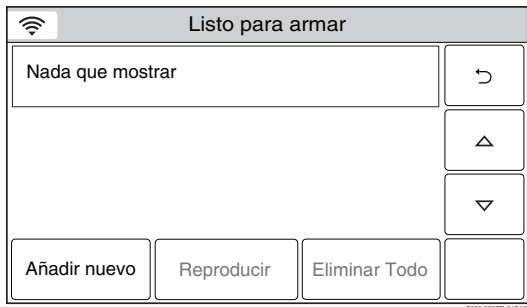 Listo para armar
Nada que mostrar
Añadir nuevo
Reproducir
Eliminar Todo